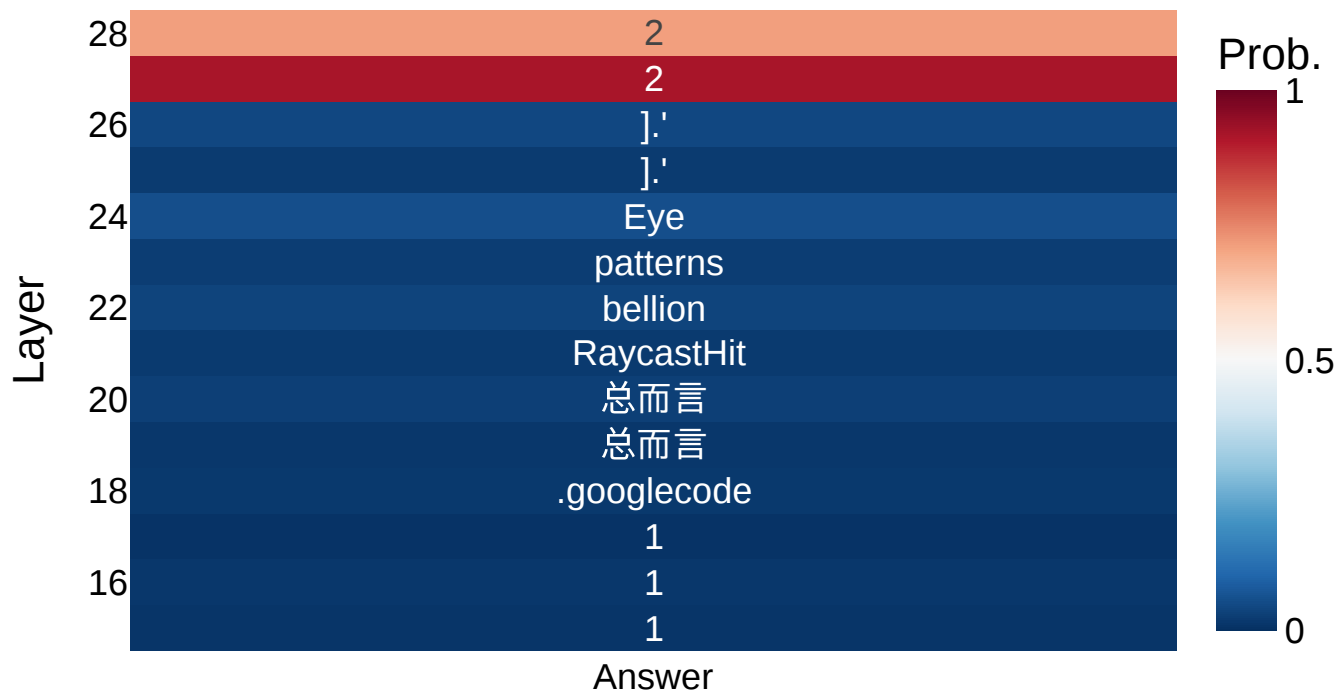 28 2
Prob.
2
1
26 ].'
].'
24 Eye
patterns
22 bellion
Layer
RaycastHit
0.5
20 总而言
总而言
18 .googlecode
1
16 1
1
0
Answer